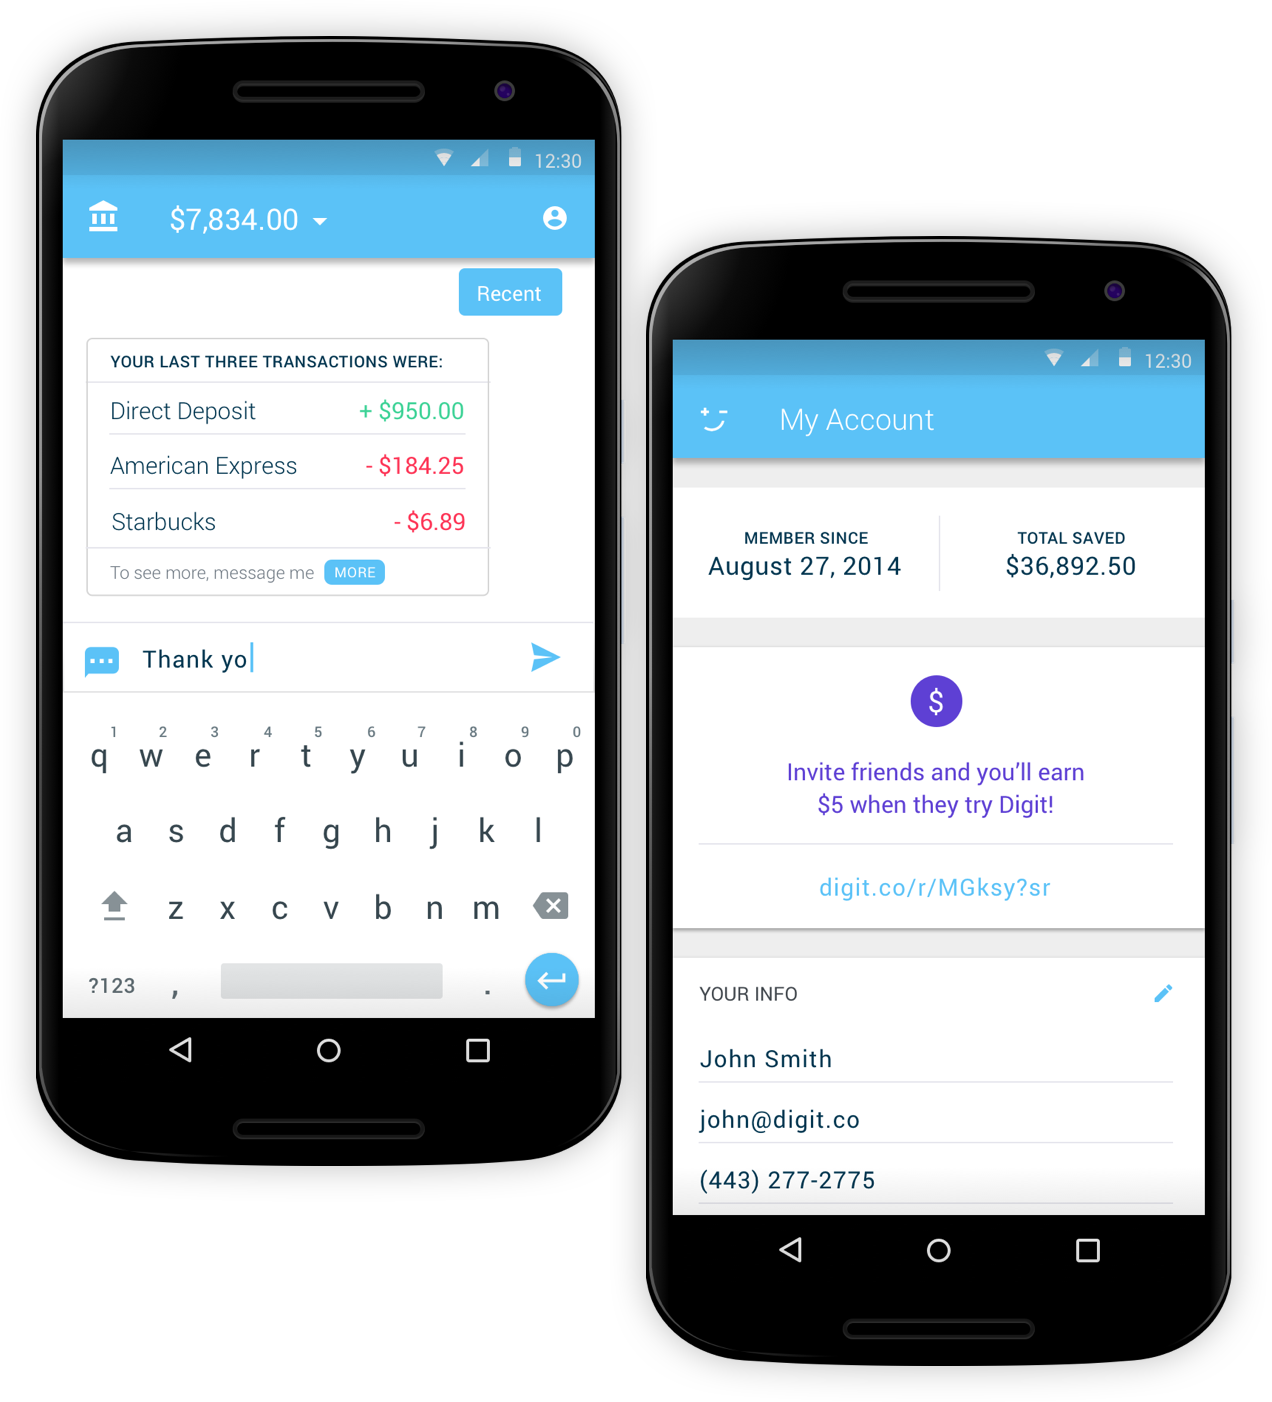 12:30
$7,834.00
Recent
YOUR LAST THREE TRANSACTIONS WERE:
Direct Deposit + $950.00
American Express - $184.25
Starbucks - $6.89
To see more, message me MORE
Thank yo
1 2 3 4 5 6 7 8 9 0
q w e r t y u i o p
a s d f g h j k l
z x c v b n m
?123 , .
12:30
My Account
MEMBER SINCE
August 27, 2014
TOTAL SAVED
$36,892.50
$
Invite friends and you’ll earn
$5 when they try Digit!
digit.co/r/MGksy?sr
YOUR INFO
John Smith
john@digit.co
(443) 277-2775